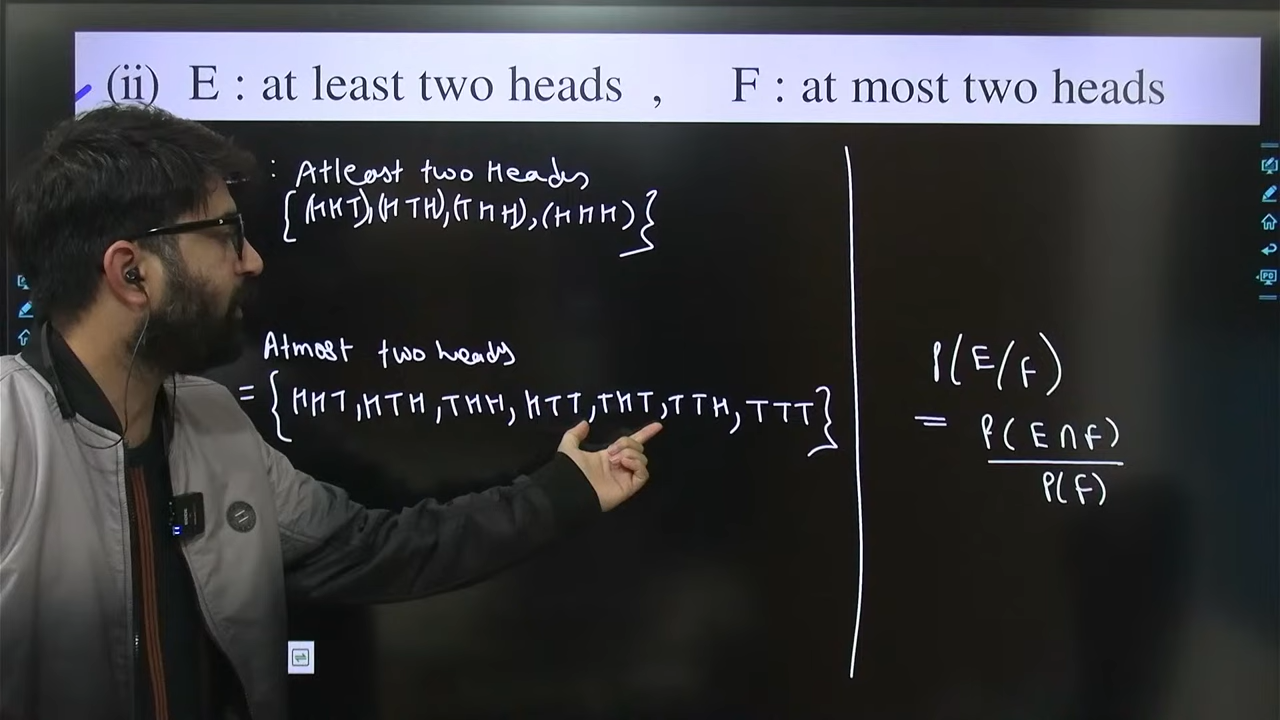 (ii) E : at least two heads , F : at most two heads
: Atleast two Heads
{(HHT),(HTH),(THH),(HHH)}
Atmost two heads
= {HHT,HTH,THH,HTT,THT,TTH,TTT}
P(E/F)
= P(E∩F)
P(F)